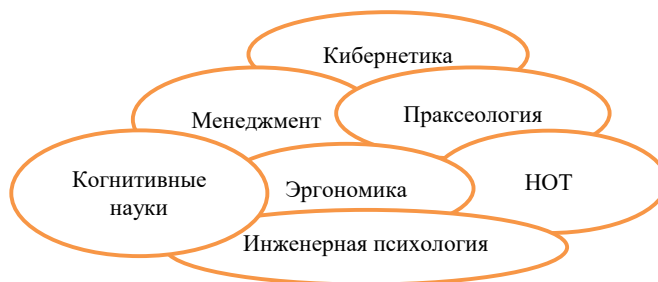 Кибернетика
Менеджмент
Праксеология
Когнитивные
науки
Эргономика
НОТ
Инженерная психология